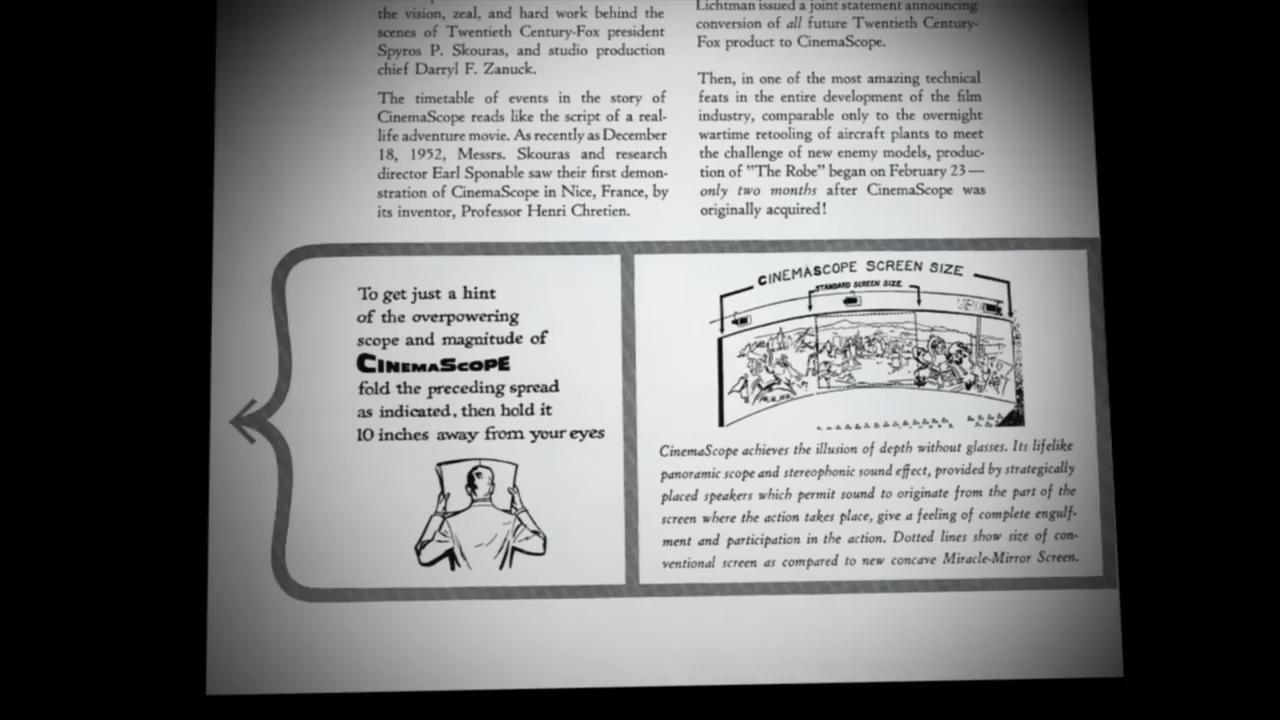 the vision, zeal, and hard work behind the
scenes of Twentieth Century-Fox president
Spyros P. Skouras, and studio production
chief Darryl F. Zanuck.
The timetable of events in the story of
CinemaScope reads like the script of a real-
life adventure movie. As recently as December
18, 1952, Messrs. Skouras and research
director Earl Sponable saw their first demon-
stration of CinemaScope in Nice, France, by
its inventor, Professor Henri Chretien.
Lichtman issued a joint statement announcing
conversion of all future Twentieth Century-
Fox product to CinemaScope.
Then, in one of the most amazing technical
feats in the entire development of the film
industry, comparable only to the overnight
wartime retooling of aircraft plants to meet
the challenge of new enemy models, produc-
tion of "The Robe" began on February 23—
only two months after CinemaScope was
originally acquired!
To get just a hint
of the overpowering
scope and magnitude of
CINEMASCOPE
fold the preceding spread
as indicated, then hold it
10 inches away from your eyes
CINEMASCOPE SCREEN SIZE
STANDARD SCREEN SIZE
CinemaScope achieves the illusion of depth without glasses. Its lifelike
panoramic scope and stereophonic sound effect, provided by strategically
placed speakers which permit sound to originate from the part of the
screen where the action takes place, give a feeling of complete engulf-
ment and participation in the action. Dotted lines show size of con-
ventional screen as compared to new concave Miracle-Mirror Screen.